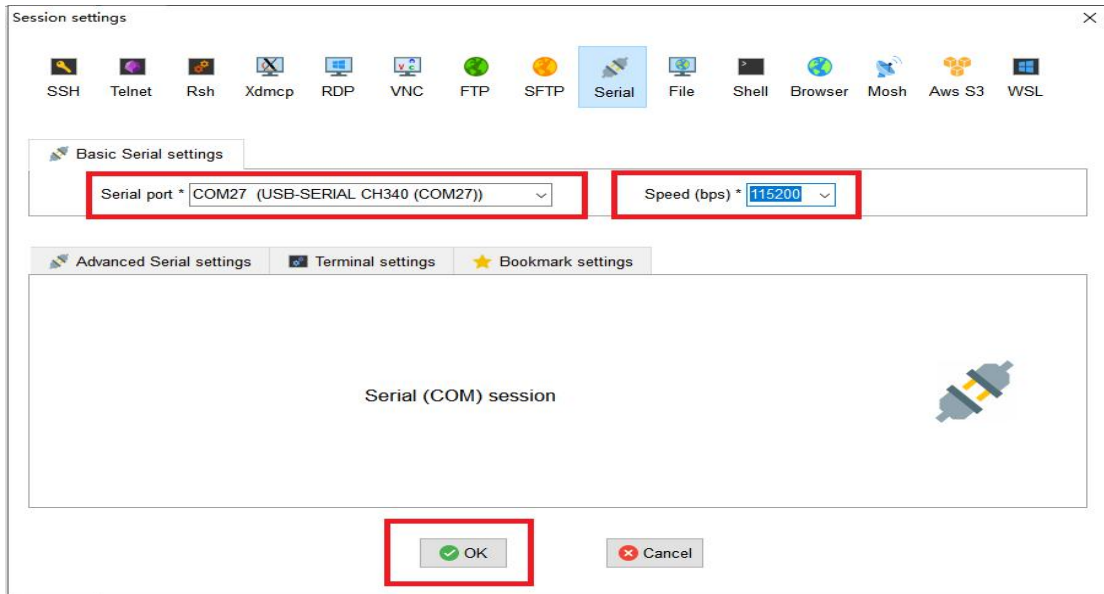 Session settings
SSH Telnet Rsh Xdmcp RDP VNC FTP SFTP Serial File Shell Browser Mosh Aws S3 WSL
Basic Serial settings
Serial port * COM27 (USB-SERIAL CH340 (COM27)) Speed (bps) * 115200
Advanced Serial settings Terminal settings Bookmark settings
Serial (COM) session
OK Cancel